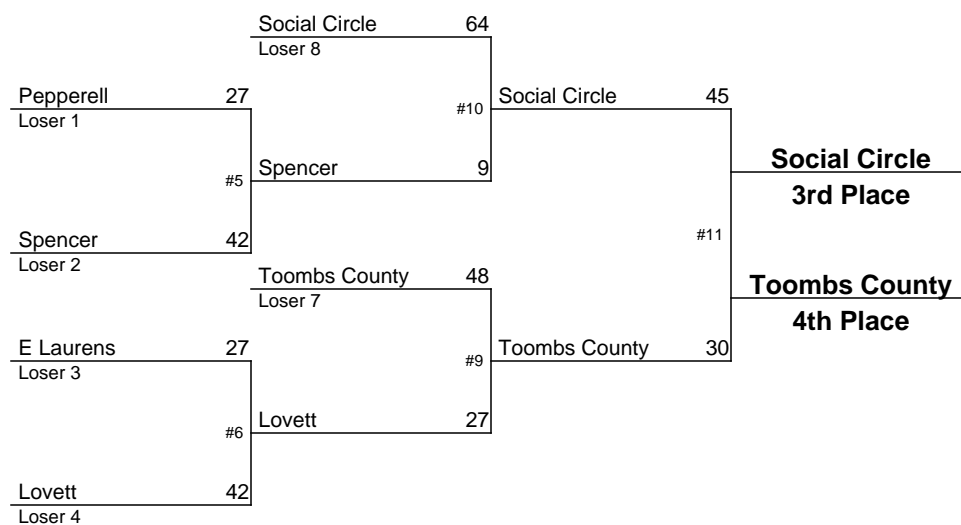 Social Circle 64
Loser 8
Pepperell 27
Loser 1
#10
Social Circle 45
Social Circle
3rd Place
#5
Spencer 9
Spencer 42
Loser 2
#11
Toombs County 48
Loser 7
Toombs County
4th Place
E Laurens 27
Loser 3
#9
Toombs County 30
#6
Lovett 27
Lovett 42
Loser 4